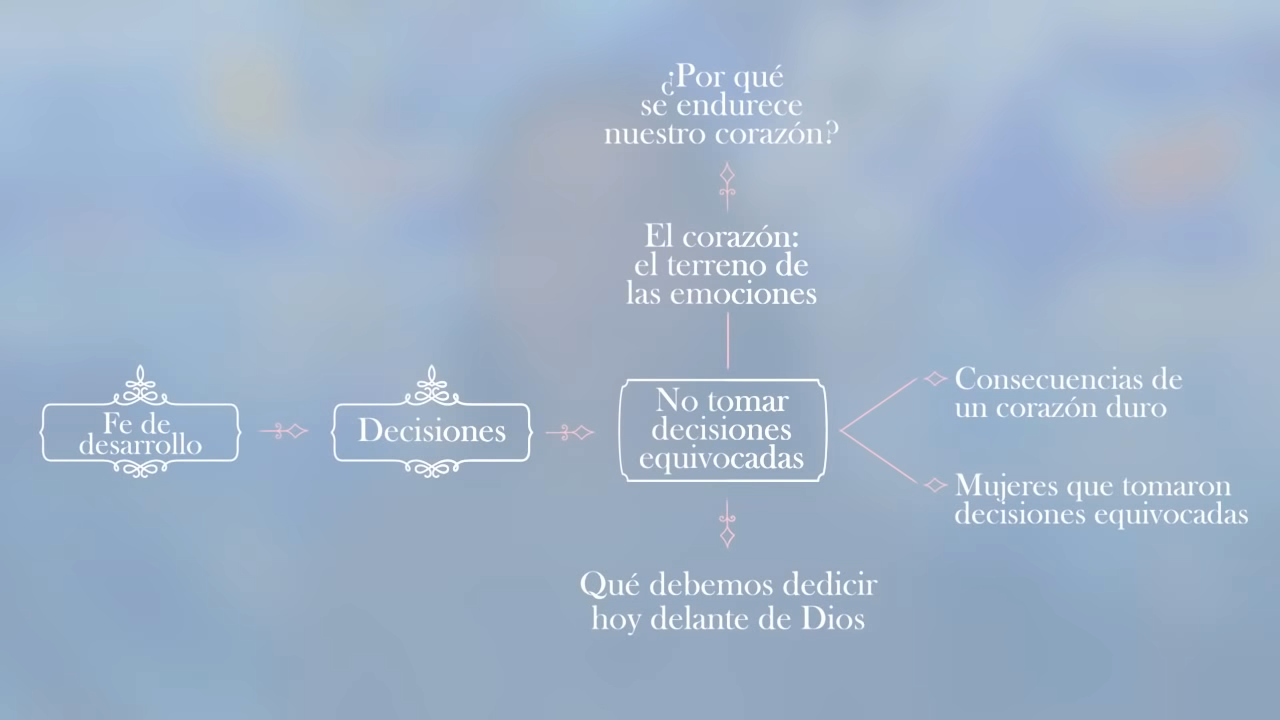 ¿Por qué
se endurece
nuestro corazón?
El corazón:
el terreno de
las emociones
Fe de
desarrollo
Decisiones
No tomar
decisiones
equivocadas
Consecuencias de
un corazón duro
Mujeres que tomaron
decisiones equivocadas
Qué debemos dedicir
hoy delante de Dios